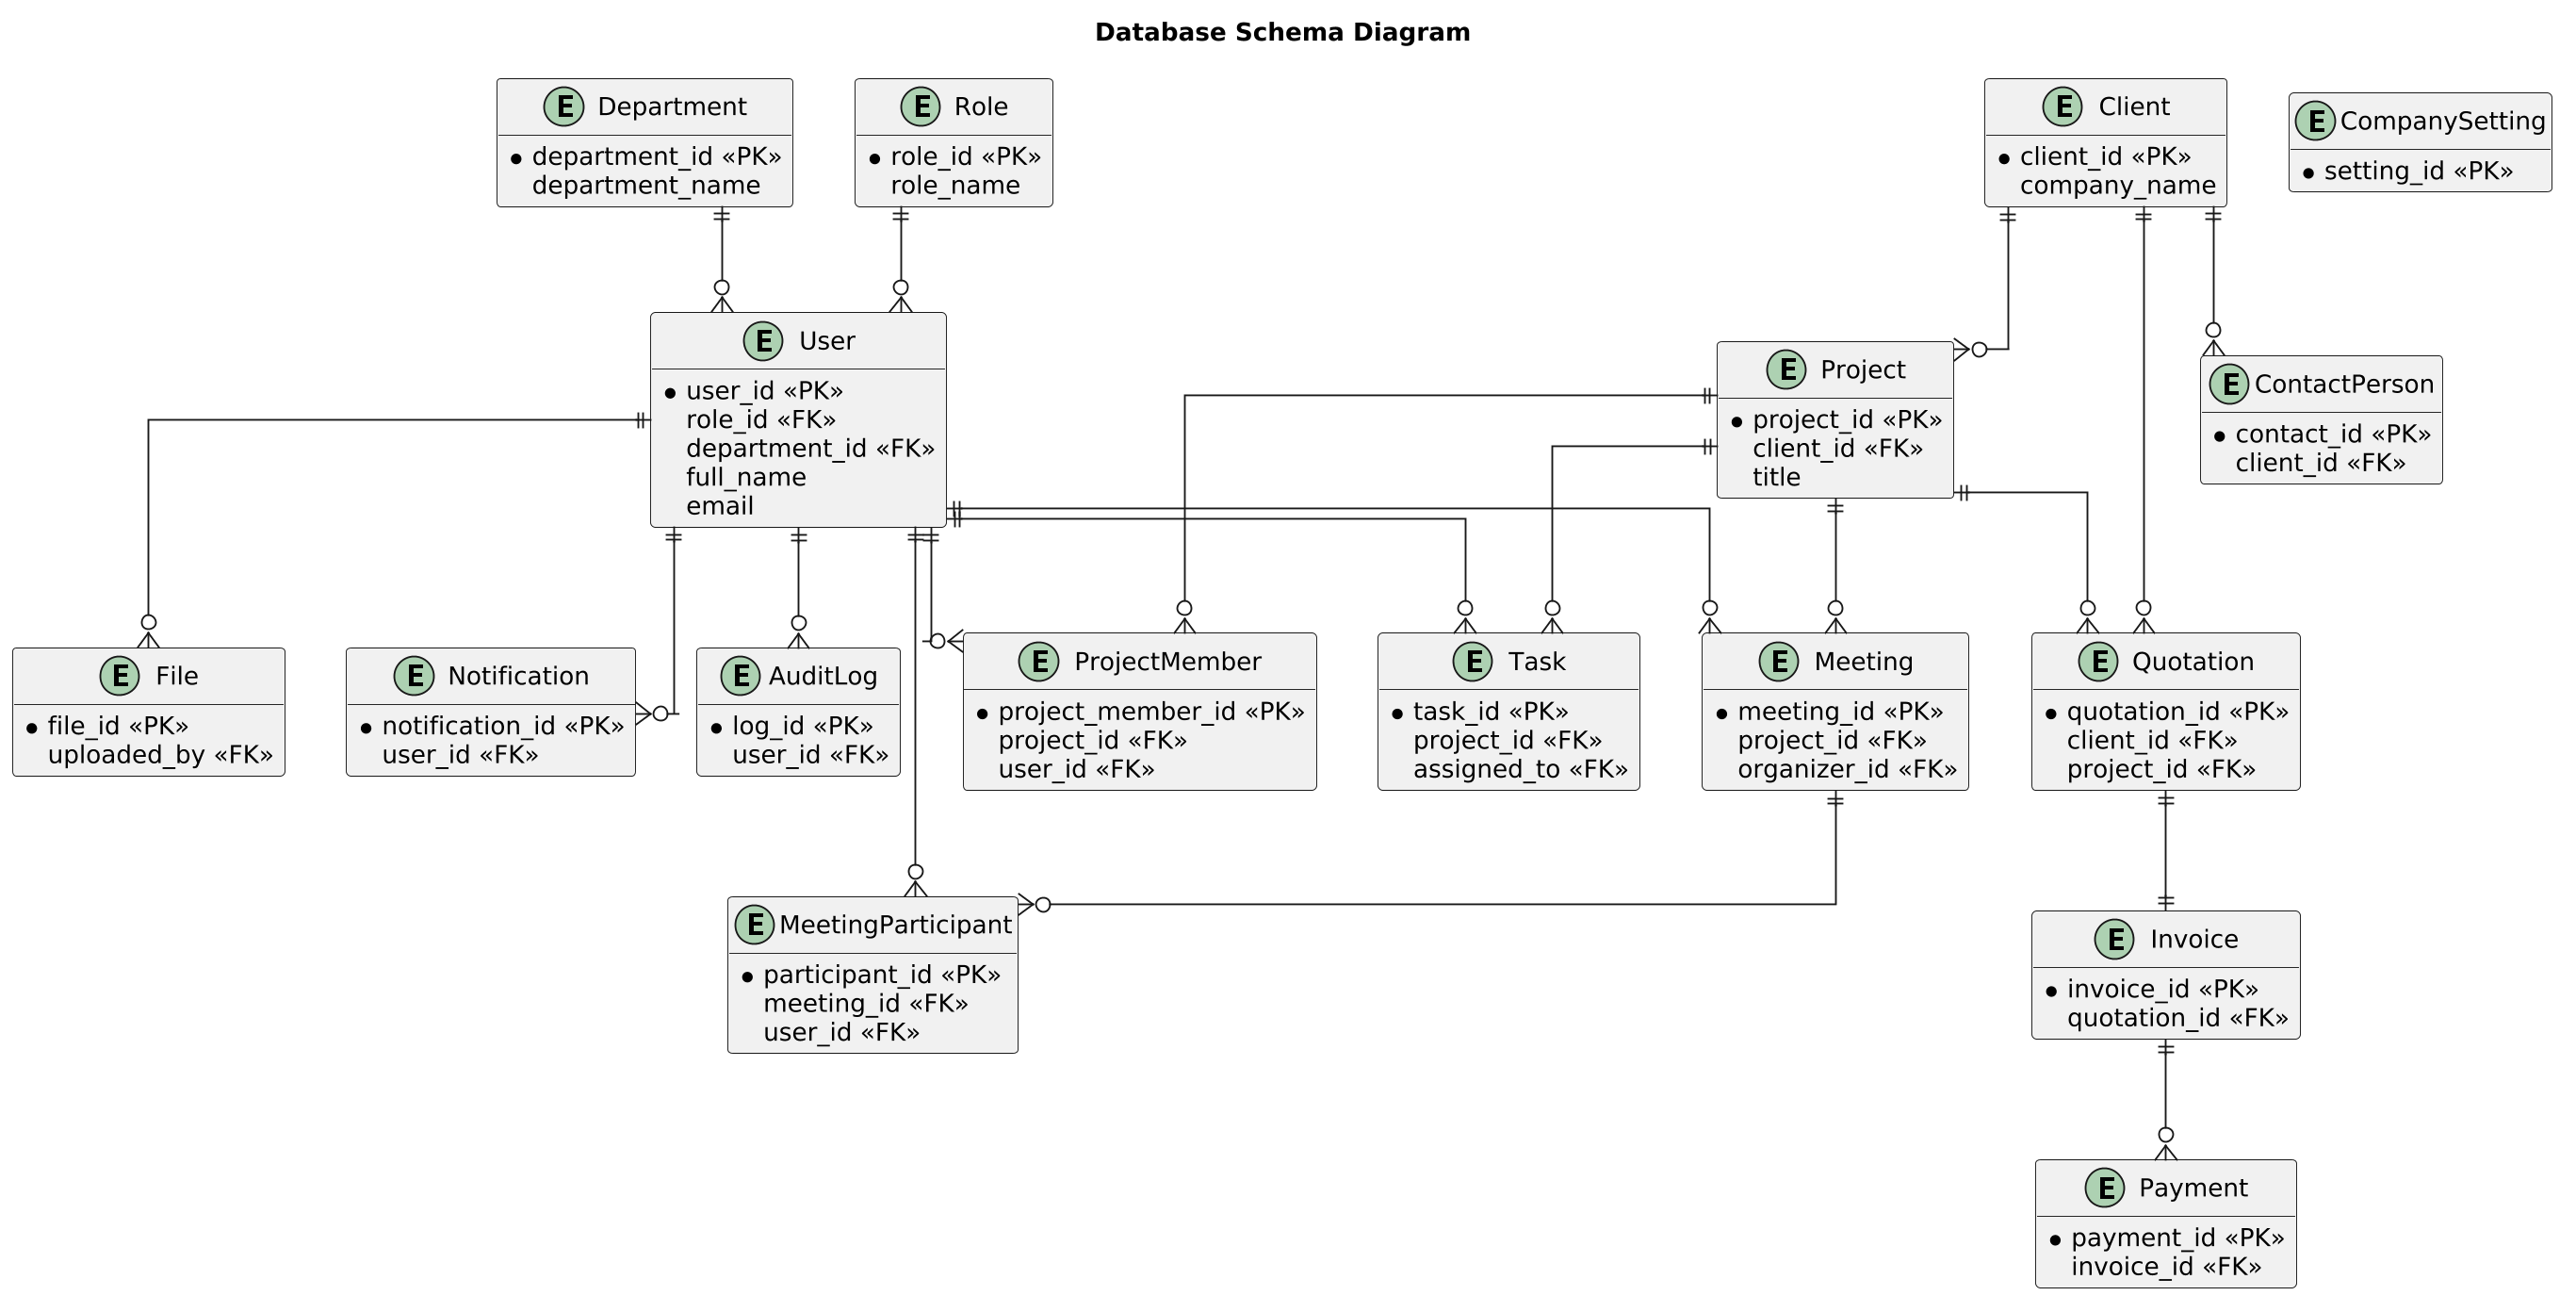 Database Schema Diagram
E Department
department_id «PK»
department_name
E Role
role_id «PK»
role_name
E Client
client_id «PK»
company_name
E CompanySetting
setting_id «PK»
E User
user_id «PK»
role_id «FK»
department_id «FK»
full_name
email
E Project
project_id «PK»
client_id «FK»
title
E ContactPerson
contact_id «PK»
client_id «FK»
E File
file_id «PK»
uploaded_by «FK»
E Notification
notification_id «PK»
user_id «FK»
E AuditLog
log_id «PK»
user_id «FK»
E ProjectMember
project_member_id «PK»
project_id «FK»
user_id «FK»
E Task
task_id «PK»
project_id «FK»
assigned_to «FK»
E Meeting
meeting_id «PK»
project_id «FK»
organizer_id «FK»
E Quotation
quotation_id «PK»
client_id «FK»
project_id «FK»
E MeetingParticipant
participant_id «PK»
meeting_id «FK»
user_id «FK»
E Invoice
invoice_id «PK»
quotation_id «FK»
E Payment
payment_id «PK»
invoice_id «FK»